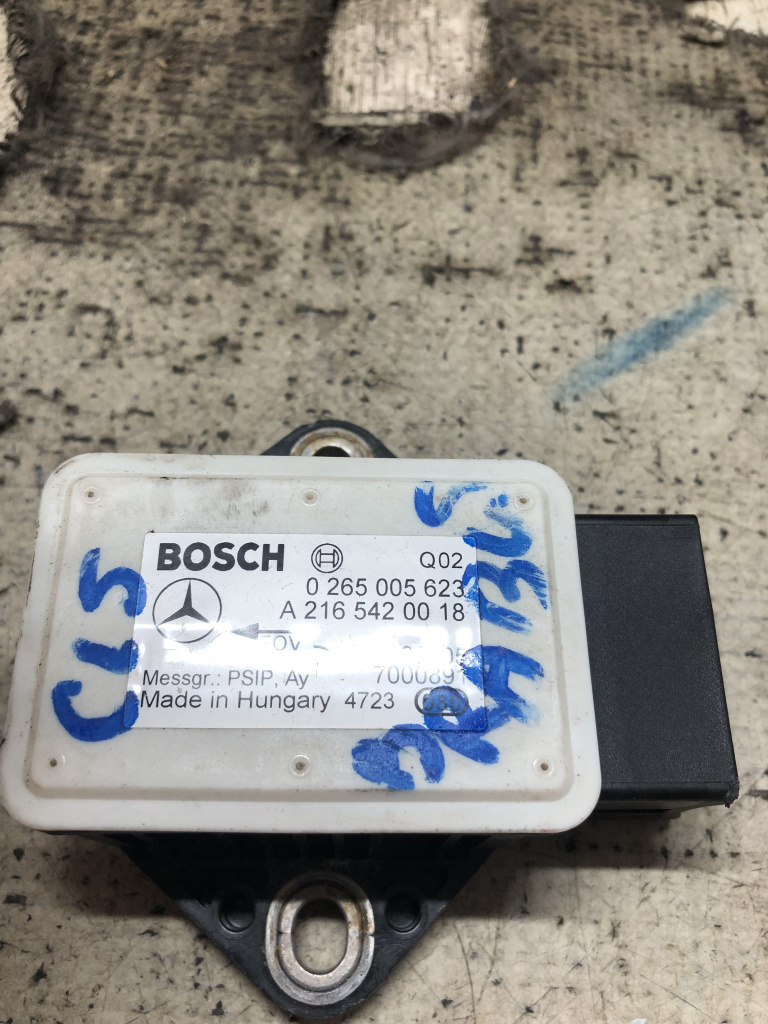 BOSCH
Q02
0 265 005 623
A 216 542 00 18
Messgr.: PSIP, Ay
Made in Hungary 4723
CLS